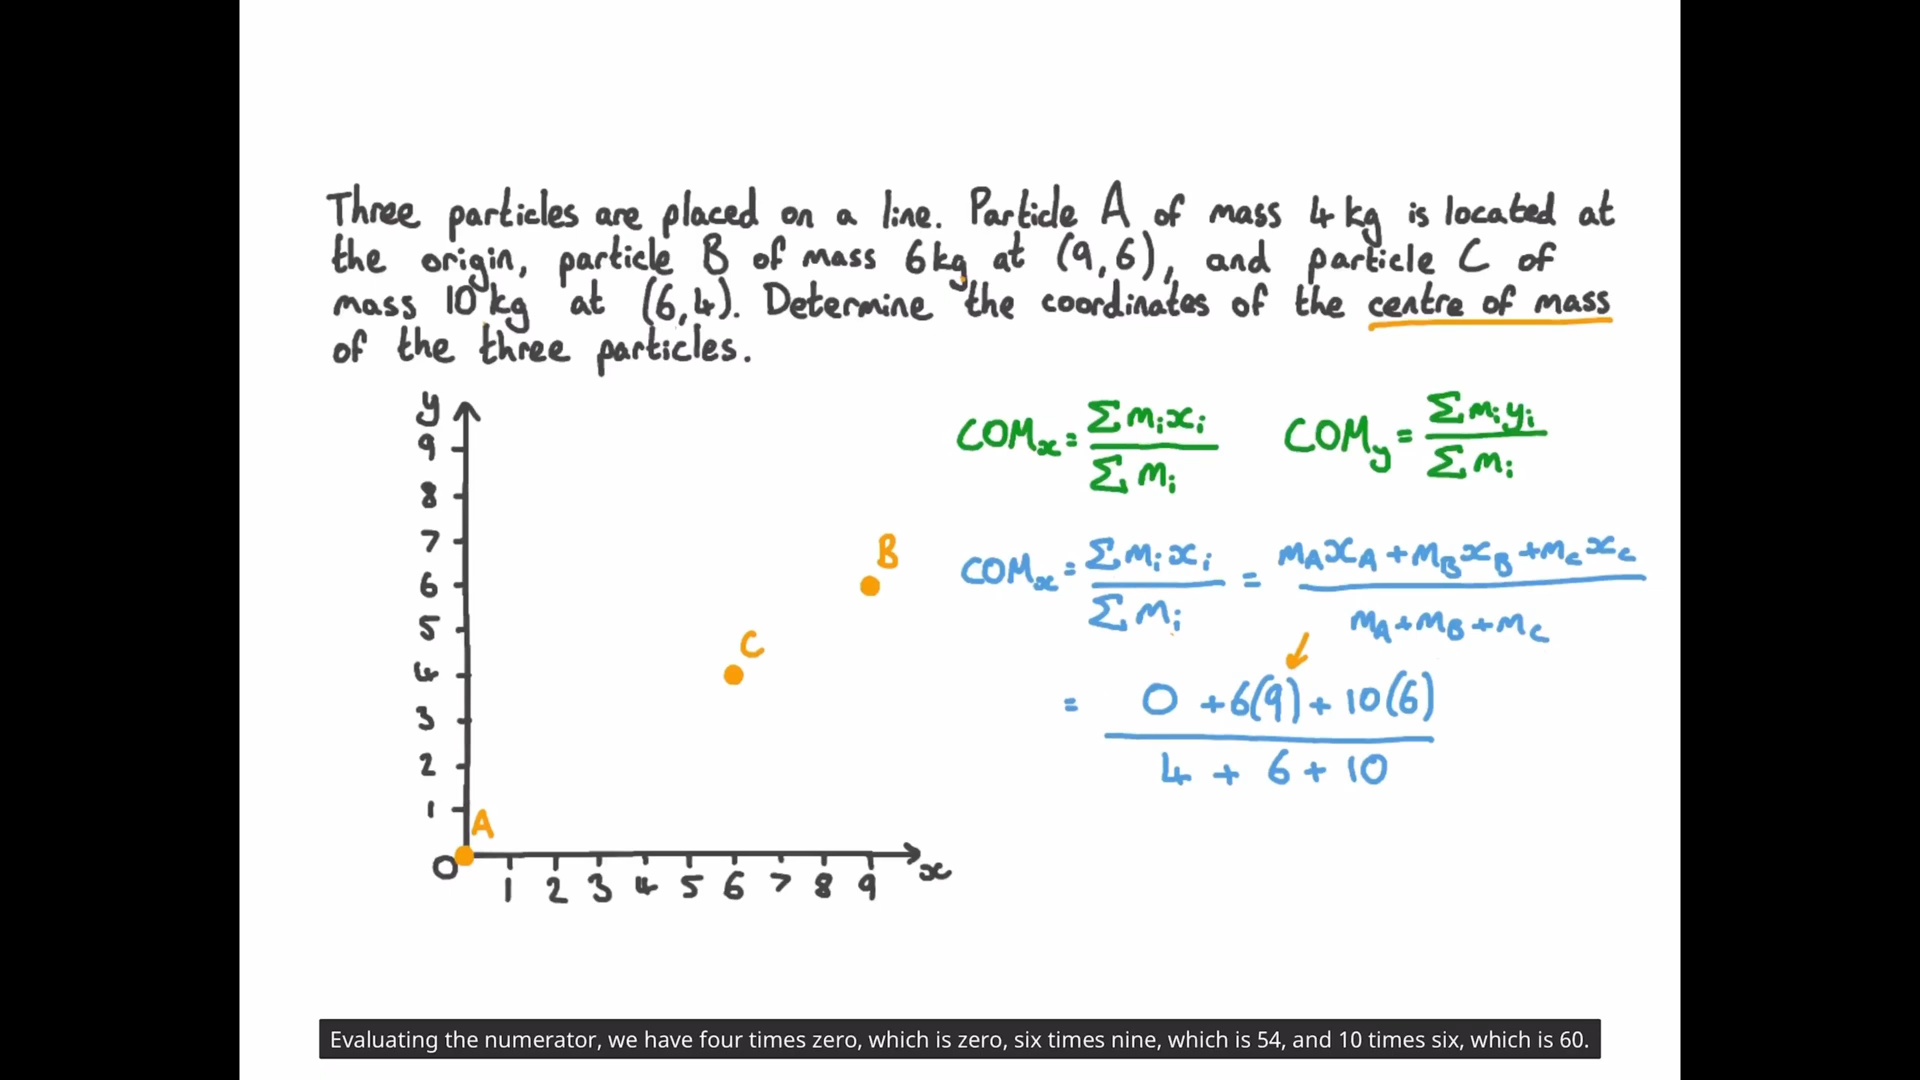 Three particles are placed on a line. Particle A of mass 4 kg is located at
the origin, particle B of mass 6 kg at (9,6), and particle C of
mass 10 kg at (6,4). Determine the coordinates of the centre of mass
of the three particles.
y
9
8
7
6
5
4
3
2
1
O
1 2 3 4 5 6 7 8 9 x
A
B
C
COMx = Σmixi / Σmi
COMy = Σmiyi / Σmi
COMx = Σmixi / Σmi = mAxA + mBxB + mCxC / mA + mB + mC
= 0 + 6(9) + 10(6) / 4 + 6 + 10
Evaluating the numerator, we have four times zero, which is zero, six times nine, which is 54, and 10 times six, which is 60.